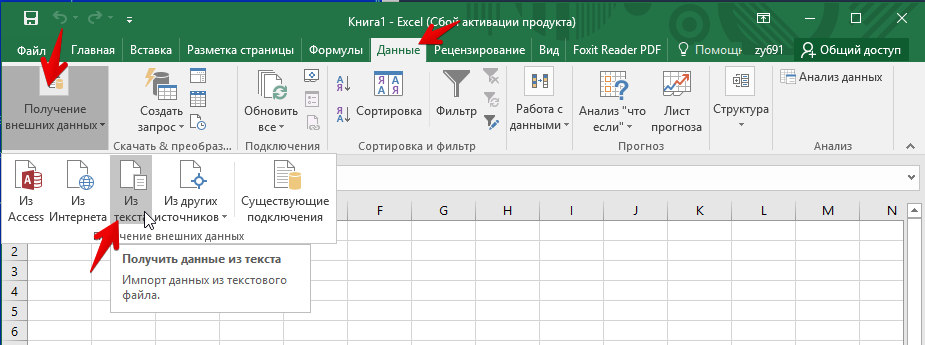 Книга1 - Excel (Сбой активации продукта)
Файл Главная Вставка Разметка страницы Формулы Данные Рецензирование Вид Foxit Reader PDF Помощн zy691 Общий доступ
Получение внешних данных
Создать запрос
Обновить все
Сортировка
Фильтр
Работа с данными
Анализ "что если"
Лист прогноза
Структура
Анализ данных
Скачать & преобраз...
Подключения
Сортировка и фильтр
Прогноз
Анализ
Из Access
Из Интернета
Из текста
Из других источников
Существующие подключения
чение внешних данных
Получить данные из текста
Импорт данных из текстового
файла.
F G H I J K L M N
2
3
4
5
6